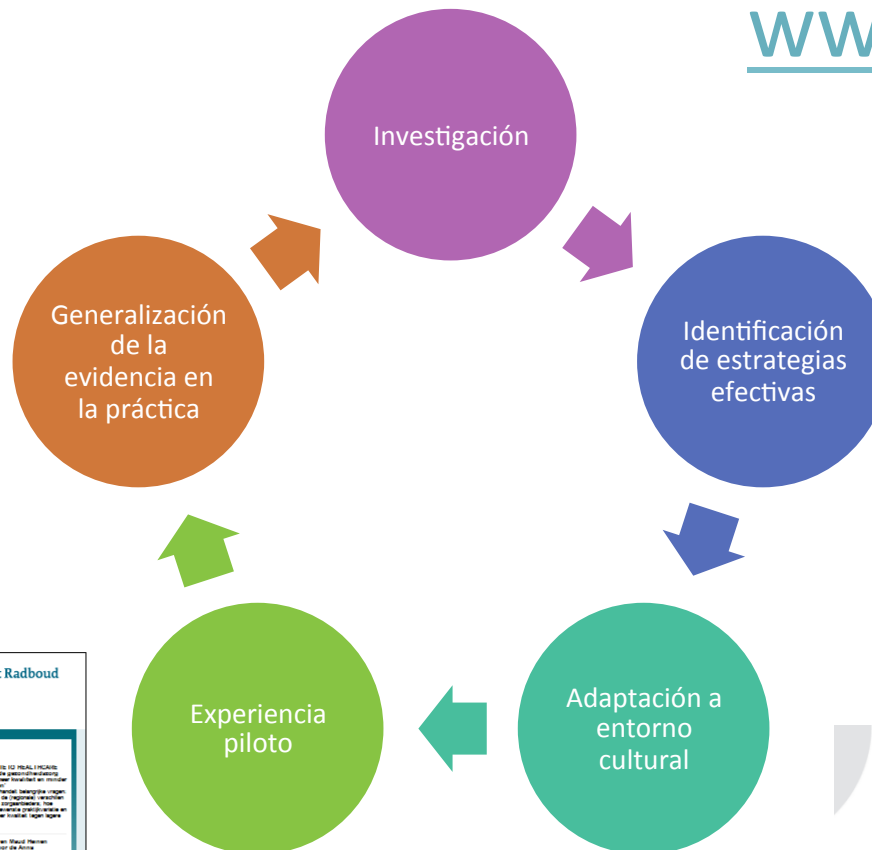 ww
Investigación
Generalización
de la
evidencia en
la práctica
Identificación
de estrategias
efectivas
Experiencia
piloto
Adaptación a
entorno
cultural
Radboud